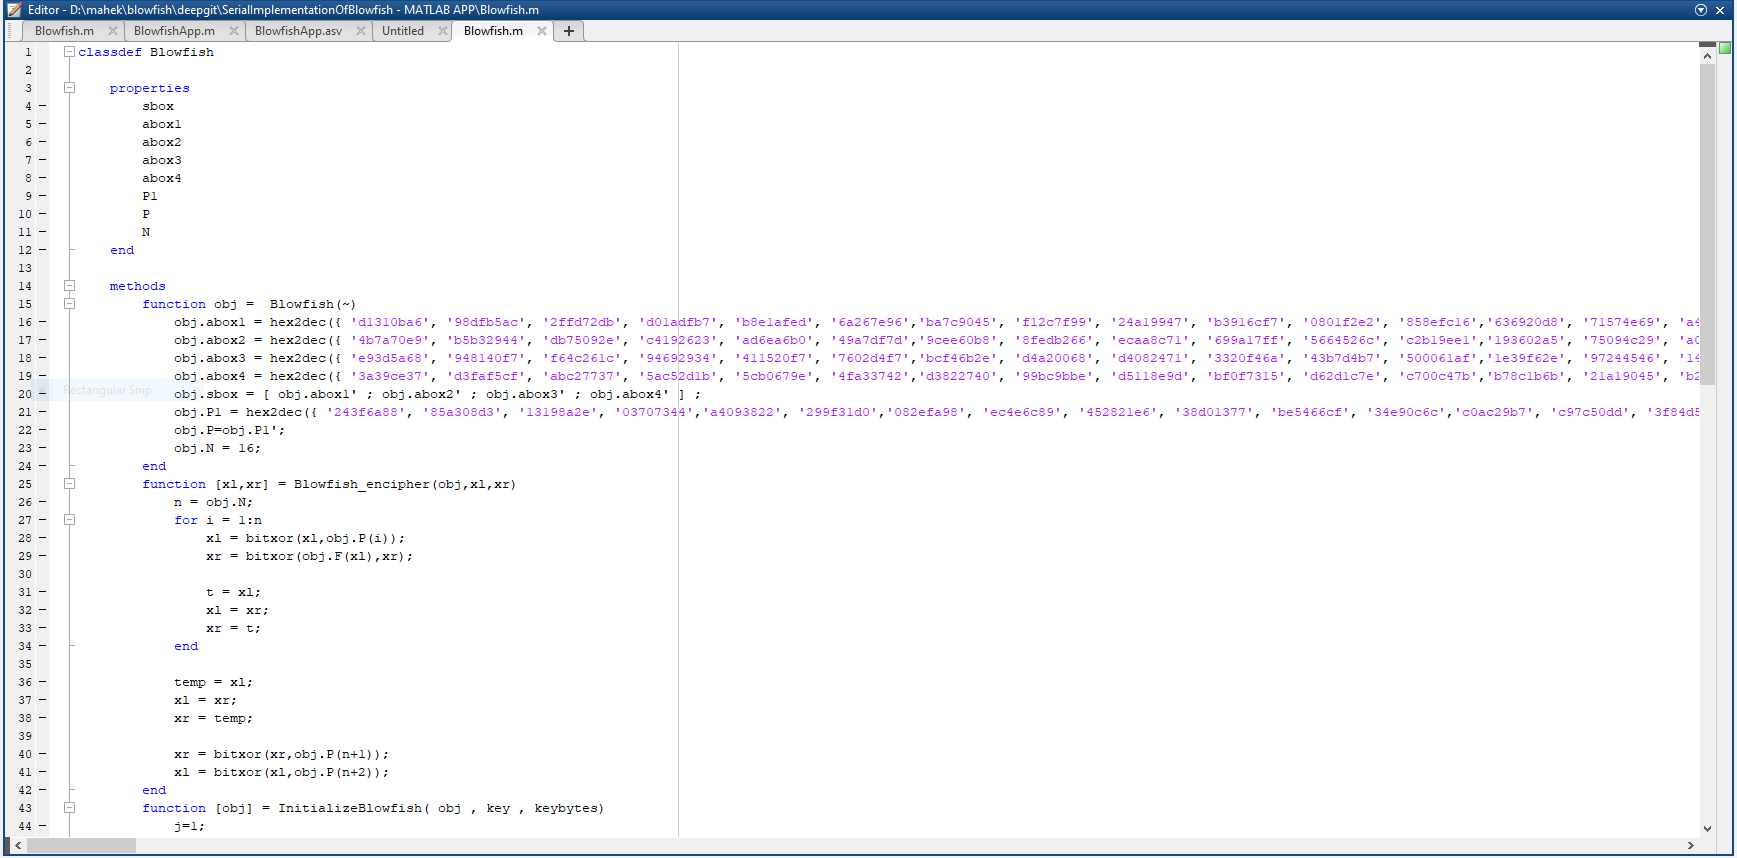 Editor - D:\mahek\blowfish\deepgit\SerialImplementationOfBlowfish - MATLAB APP\Blowfish.m
Blowfish.m BlowfishApp.m BlowfishApp.asv Untitled Blowfish.m +
1 classdef Blowfish
2
3 properties
4 sbox
5 abox1
6 abox2
7 abox3
8 abox4
9 P1
10 P
11 N
12 end
13
14 methods
15 function obj =  Blowfish(~)
16 obj.abox1 = hex2dec({ 'd1310ba6', '98dfb5ac', '2ffd72db', 'd01adfb7', 'b8e1afed', '6a267e96','ba7c9045', 'f12c7f99', '24a19947', 'b3916cf7', '0801f2e2', '858efc16','636920d8', '71574e69', 'a4
17 obj.abox2 = hex2dec({ '4b7a70e9', 'b5b32944', 'db75092e', 'c4192623', 'ad6ea6b0', '49a7df7d','9cee60b8', '8fedb266', 'ecaa8c71', '699a17ff', '5664526c', 'c2b19ee1','193602a5', '75094c29', 'a0
18 obj.abox3 = hex2dec({ 'e93d5a68', '948140f7', 'f64c261c', '94692934', '411520f7', '7602d4f7','bcf46b2e', 'd4a20068', 'd4082471', '3320f46a', '43b7d4b7', '500061af','1e39f62e', '97244546', '14
19 obj.abox4 = hex2dec({ '3a39ce37', 'd3faf5cf', 'abc27737', '5ac52d1b', '5cb0679e', '4fa33742','d3822740', '99bc9bbe', 'd5118e9d', 'bf0f7315', 'd62d1c7e', 'c700c47b','b78c1b6b', '21a19045', 'b2
Rectangular Snip
20 obj.sbox = [ obj.abox1' ; obj.abox2' ; obj.abox3' ; obj.abox4' ] ;
21 obj.P1 = hex2dec({ '243f6a88', '85a308d3', '13198a2e', '03707344','a4093822', '299f31d0','082efa98', 'ec4e6c89', '452821e6', '38d01377', 'be5466cf', '34e90c6c','c0ac29b7', 'c97c50dd', '3f84d5
22 obj.P=obj.P1';
23 obj.N = 16;
24 end
25 function [xl,xr] = Blowfish_encipher(obj,xl,xr)
26 n = obj.N;
27 for i = 1:n
28 xl = bitxor(xl,obj.P(i));
29 xr = bitxor(obj.F(xl),xr);
30
31 t = xl;
32 xl = xr;
33 xr = t;
34 end
35
36 temp = xl;
37 xl = xr;
38 xr = temp;
39
40 xr = bitxor(xr,obj.P(n+1));
41 xl = bitxor(xl,obj.P(n+2));
42 end
43 function [obj] = InitializeBlowfish( obj , key , keybytes)
44 j=1;